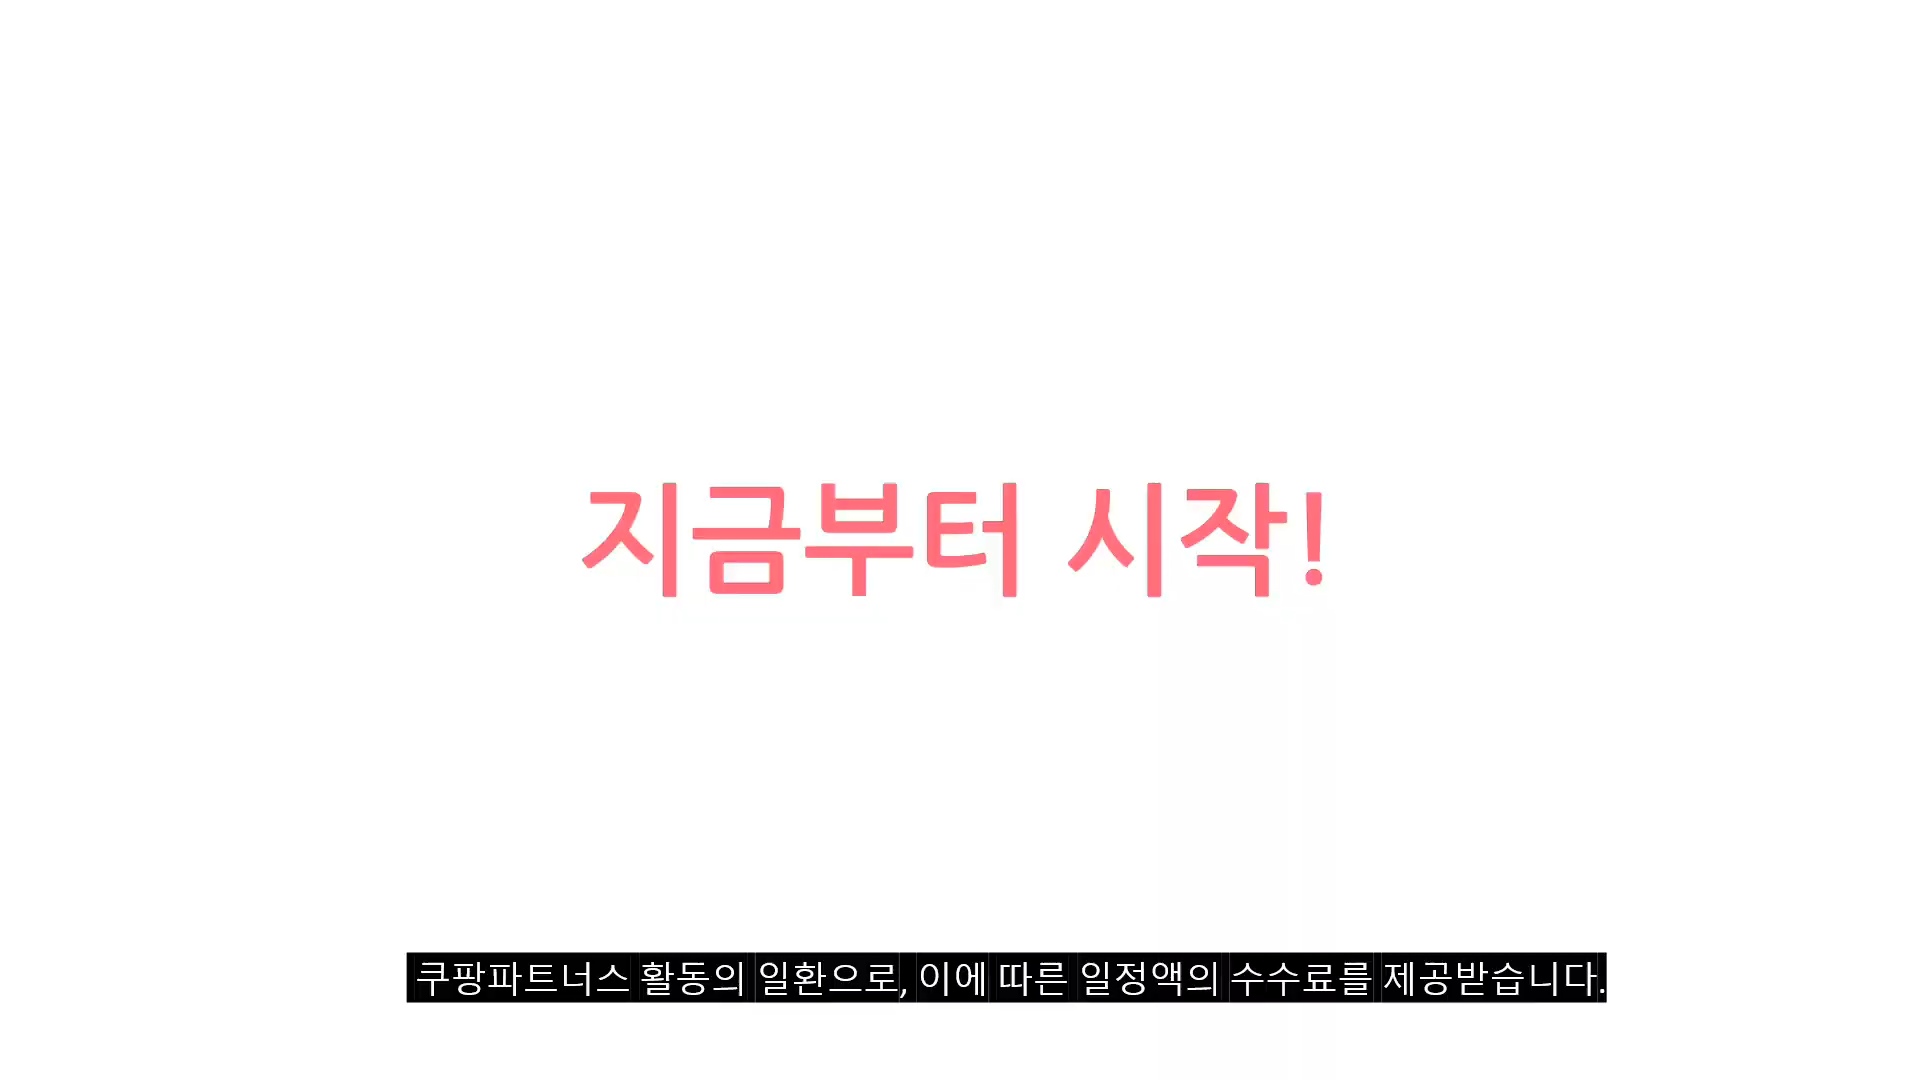 지금부터 시작!
쿠팡파트너스 활동의 일환으로, 이에 따른 일정액의 수수료를 제공받습니다.